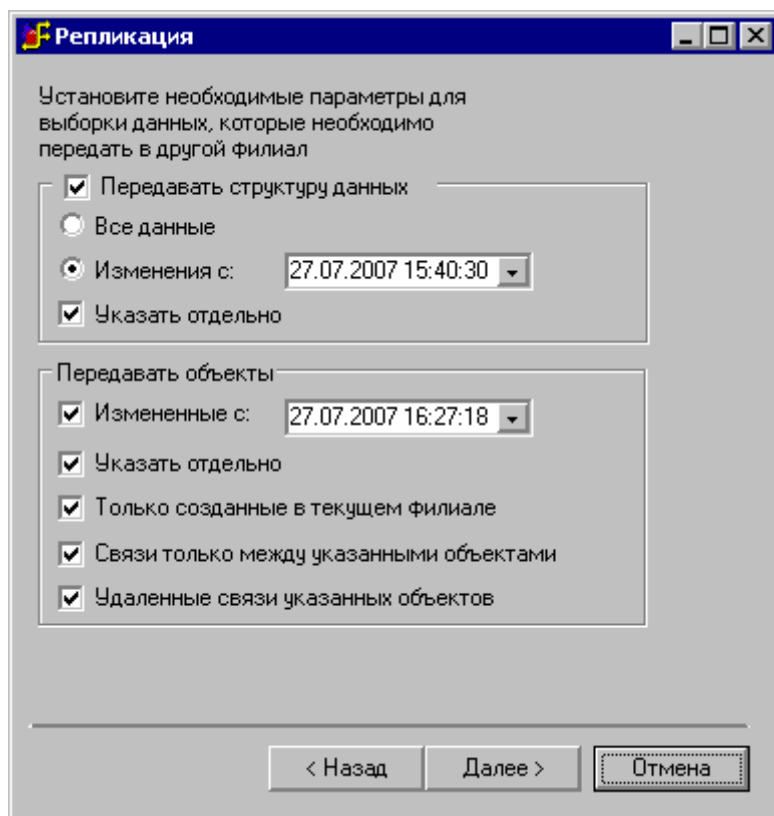 Репликация
Установите необходимые параметры для
выборки данных, которые необходимо
передать в другой филиал
Передавать структуру данных
Все данные
Изменения с: 27.07.2007 15:40:30
Указать отдельно
Передавать объекты
Измененные с: 27.07.2007 16:27:18
Указать отдельно
Только созданные в текущем филиале
Связи только между указанными объектами
Удаленные связи указанных объектов
< Назад Далее > Отмена